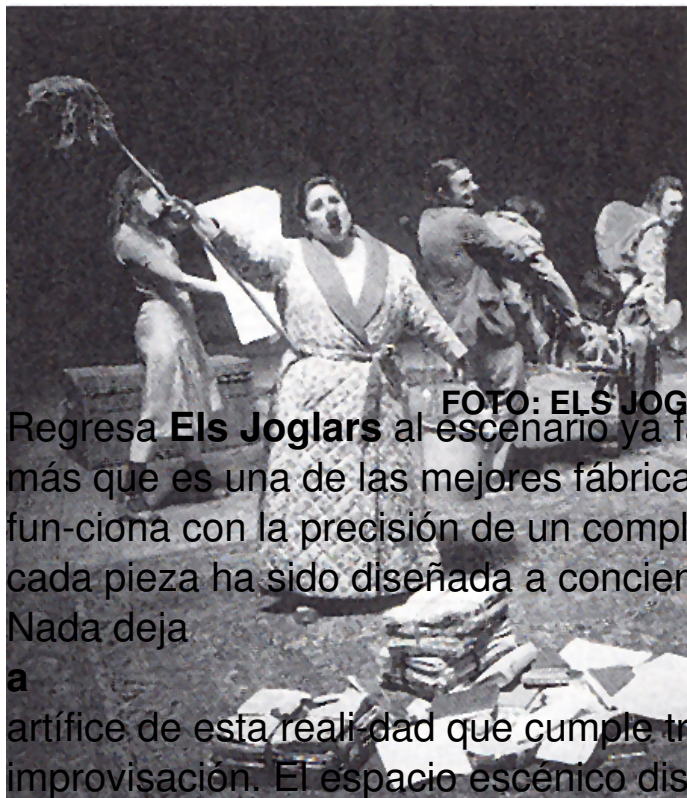 FOTO: ELS JOG
Regresa Els Joglars al escenario ya f
más que es una de las mejores fábrica
fun-ciona con la precisión de un compl
cada pieza ha sido diseñada a concien
Nada deja
a
artífice de esta reali-dad que cumple tr
improvisación. El espacio escénico dis